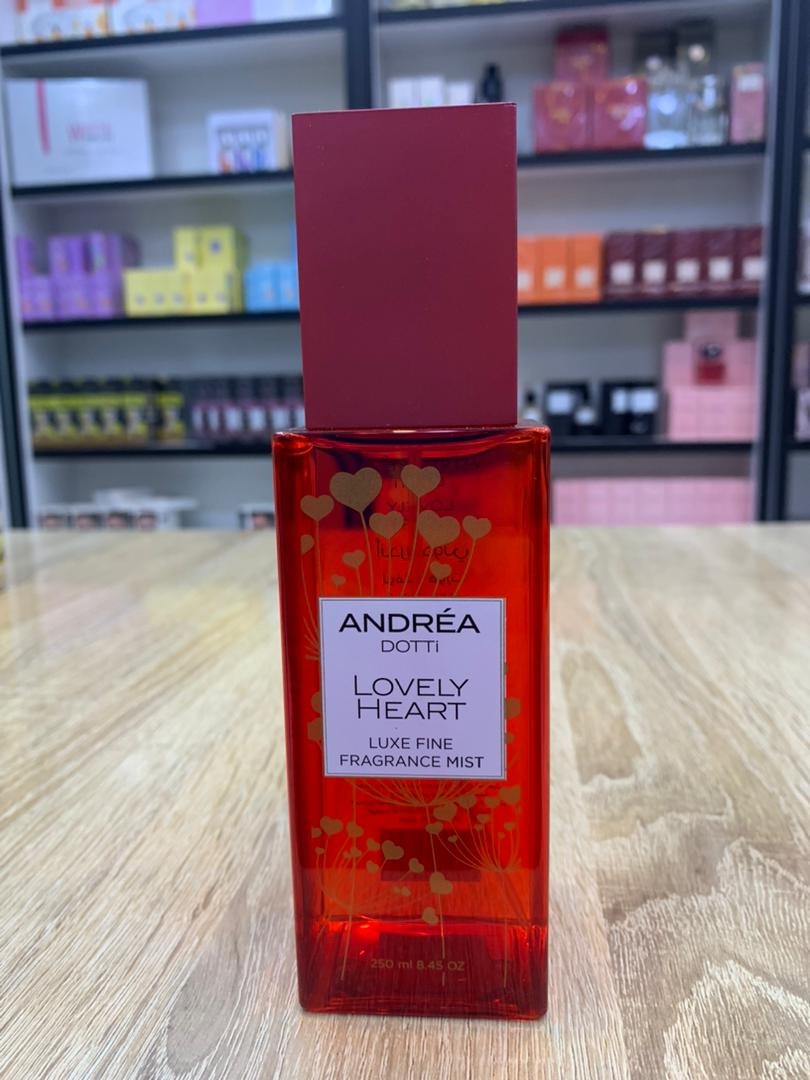 ANDRÉA
DOTTi
LOVELY
HEART
LUXE FINE
FRAGRANCE MIST
250 ml 8.45 OZ